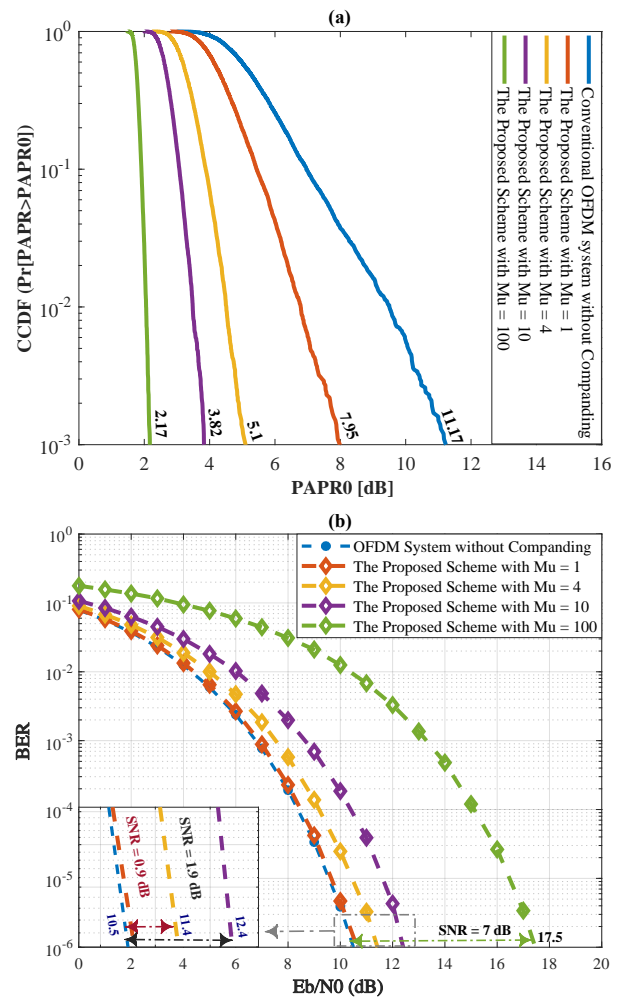 (a)
10^0
10^-1
10^-2
10^-3
CCDF (Pr[PAPR>PAPR0])
2.17
3.82
5.1
7.95
11.17
Conventional OFDM system without Companding
The Proposed Scheme with Mu = 1
The Proposed Scheme with Mu = 4
The Proposed Scheme with Mu = 10
The Proposed Scheme with Mu = 100
0 2 4 6 8 10 12 14 16
PAPR0 [dB]
(b)
10^0
10^-1
10^-2
10^-3
10^-4
10^-5
10^-6
BER
OFDM System without Companding
The Proposed Scheme with Mu = 1
The Proposed Scheme with Mu = 4
The Proposed Scheme with Mu = 10
The Proposed Scheme with Mu = 100
SNR = 0.9 dB
SNR = 1.9 dB
10.5
11.4
12.4
SNR = 7 dB
17.5
0 2 4 6 8 10 12 14 16 18 20
Eb/N0 (dB)